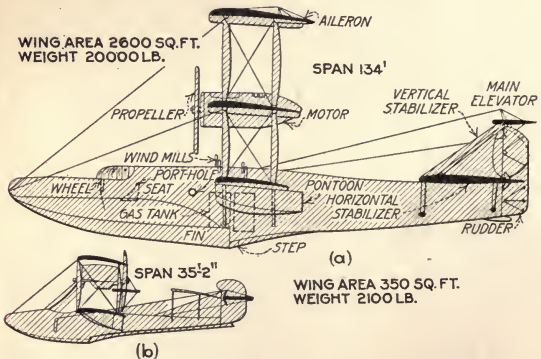 AILERON
WING AREA 2600 SQ.FT.
WEIGHT 20000 LB.
SPAN 134'
MAIN
ELEVATOR
VERTICAL
STABILIZER
PROPELLER
MOTOR
WIND MILLS
PORT-HOLE
WHEEL
SEAT
PONTOON
HORIZONTAL
STABILIZER
GAS TANK
RUDDER
FIN
STEP
(a)
SPAN 35'-2"
WING AREA 350 SQ. FT.
WEIGHT 2100 LB.
(b)